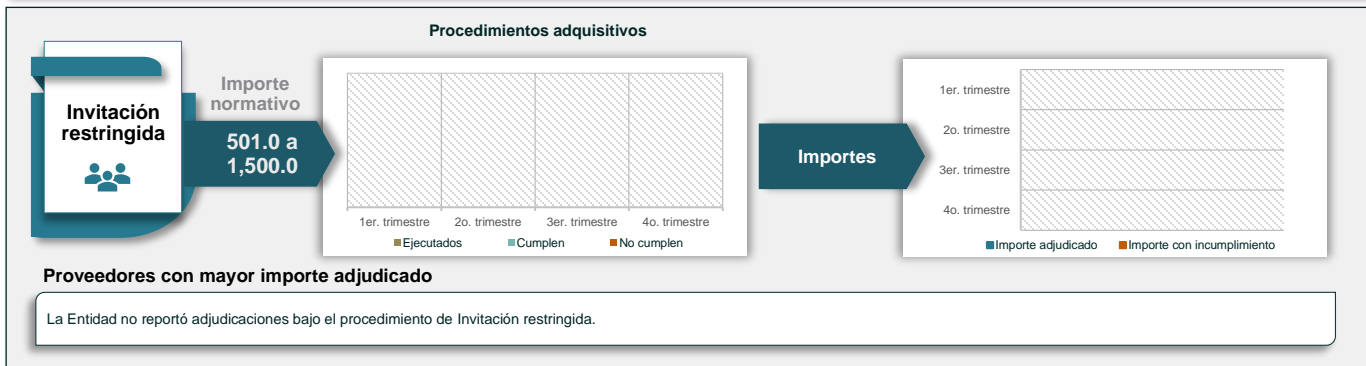 Procedimientos adquisitivos
Invitación
restringida
Importe
normativo
501.0 a
1,500.0
1er. trimestre
2o. trimestre
3er. trimestre
4o. trimestre
Ejecutados
Cumplen
No cumplen
Importes
1er. trimestre
2o. trimestre
3er. trimestre
4o. trimestre
Importe adjudicado
Importe con incumplimiento
Proveedores con mayor importe adjudicado
La Entidad no reportó adjudicaciones bajo el procedimiento de Invitación restringida.